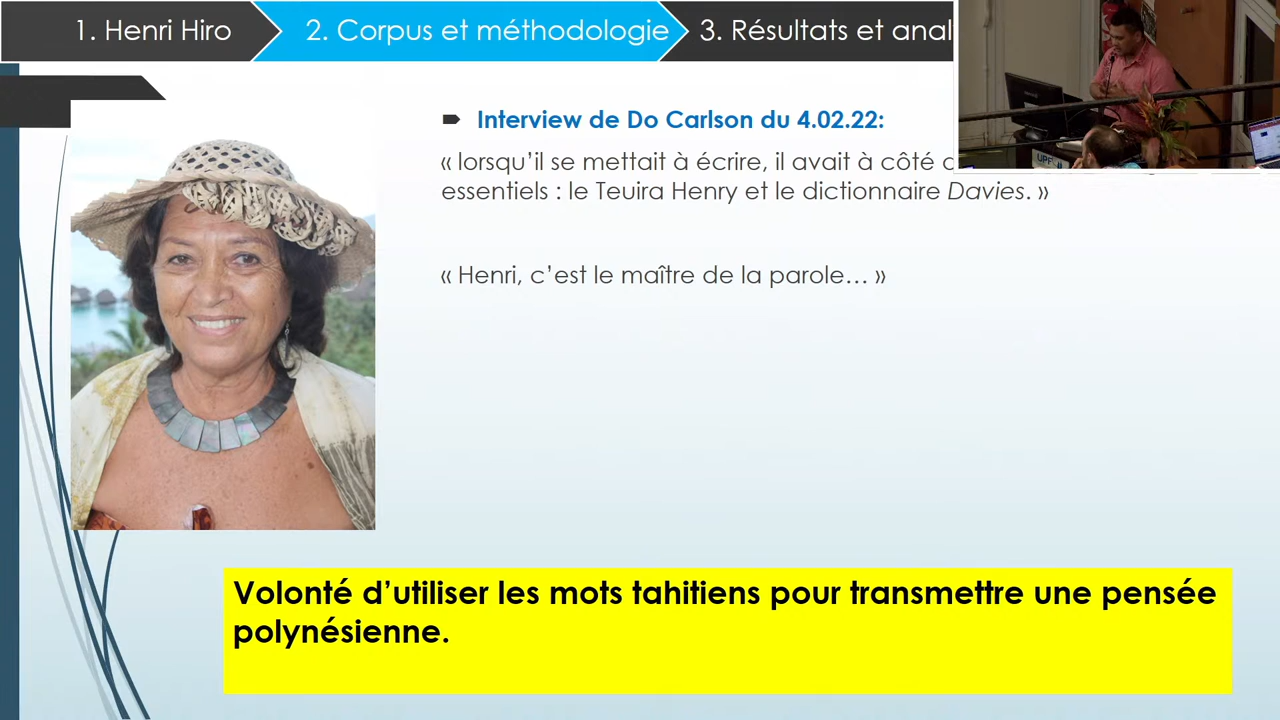 1. Henri Hiro
2. Corpus et méthodologie
3. Résultats et anal
Interview de Do Carlson du 4.02.22:
« lorsqu’il se mettait à écrire, il avait à côté
essentiels : le Teuira Henry et le dictionnaire Davies. »
« Henri, c’est le maître de la parole… »
UPF
Volonté d’utiliser les mots tahitiens pour transmettre une pensée
polynésienne.